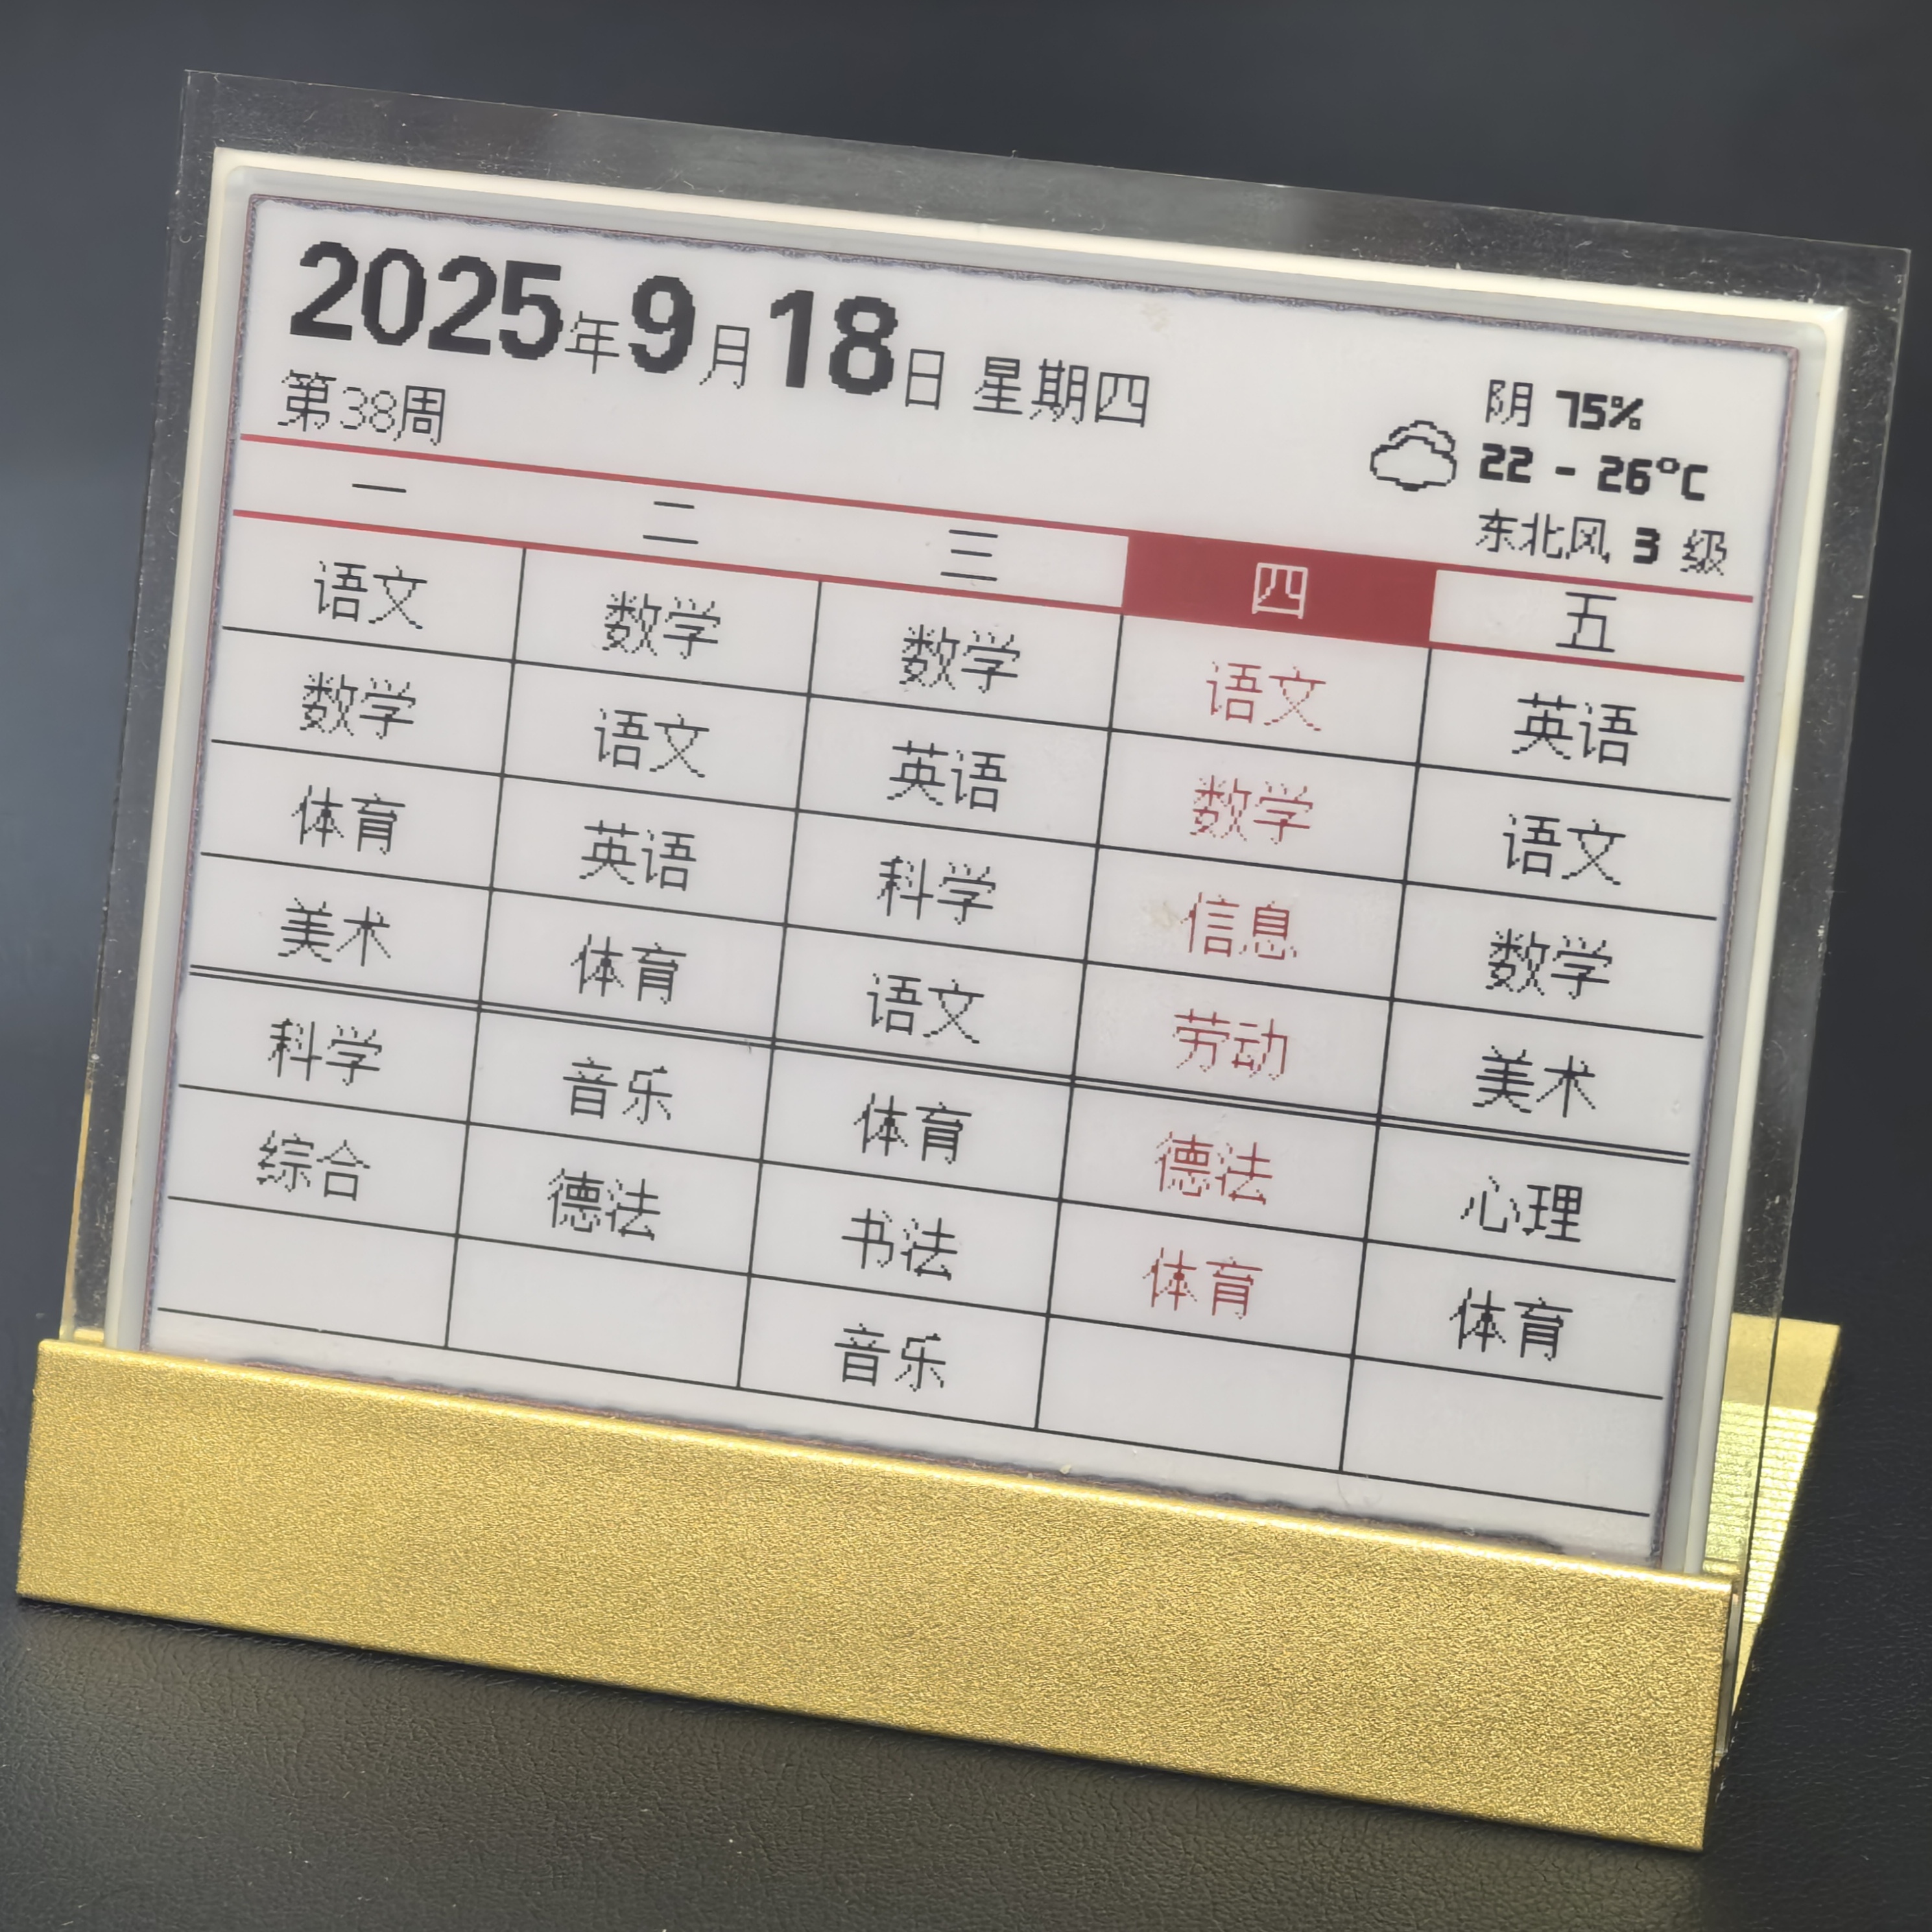 2025年9月18日 星期四
第38周
阴 75%
22 - 26°C
东北风 3 级
一 二 三 四 五
语文 数学 数学 语文 英语
数学 语文 英语 数学 语文
体育 英语 科学 信息 数学
美术 体育 语文 劳动 美术
科学 音乐 体育 德法 心理
综合 德法 书法 体育 体育
音乐